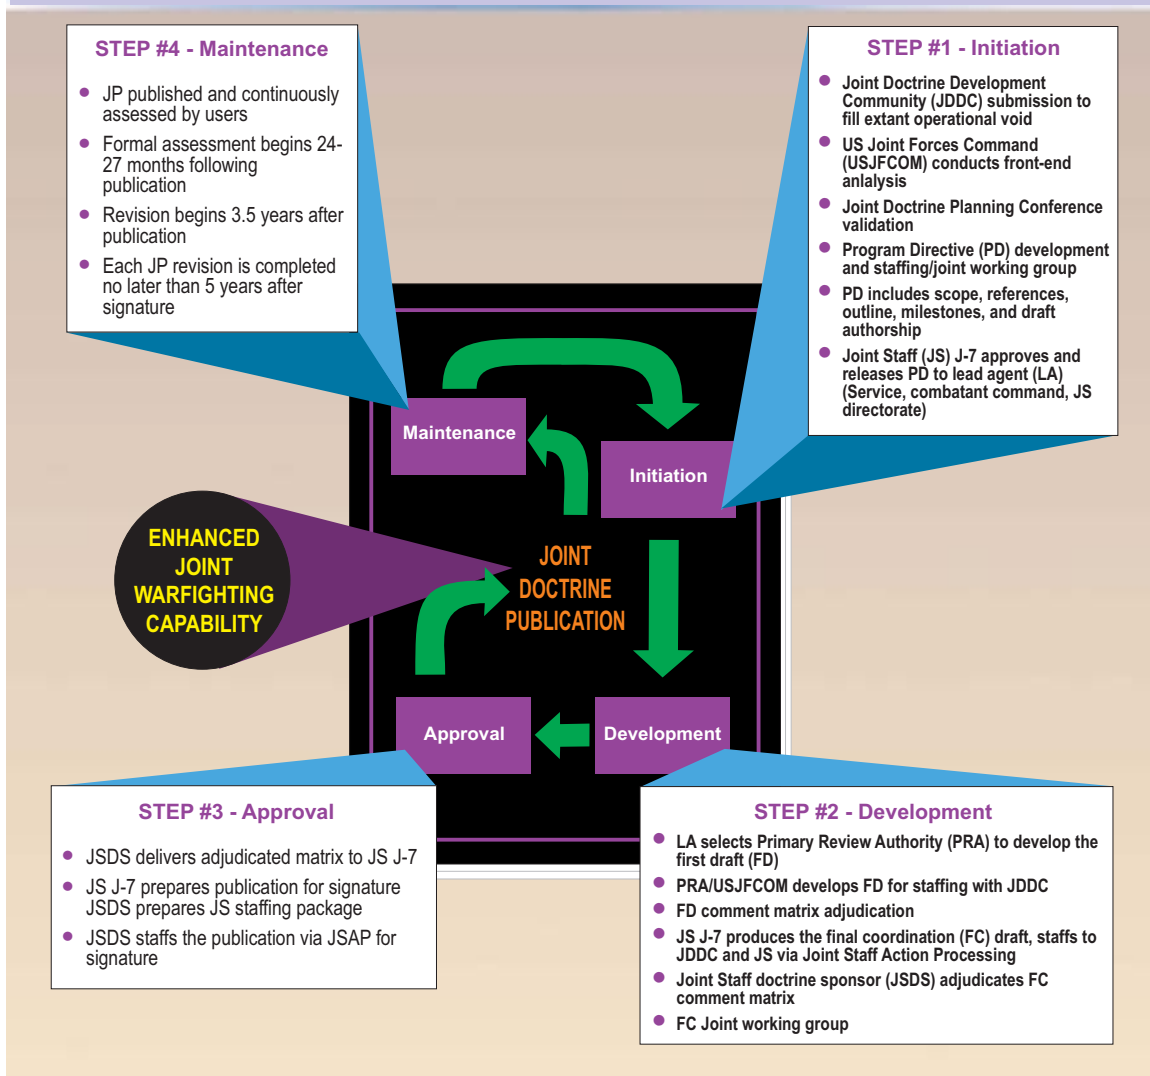 STEP #4 - Maintenance
JP published and continuously
assessed by users
Formal assessment begins 24-
27 months following
publication
Revision begins 3.5 years after
publication
Each JP revision is completed
no later than 5 years after
signature
STEP #1 - Initiation
Joint Doctrine Development
Community (JDDC) submission to
fill extant operational void
US Joint Forces Command
(USJFCOM) conducts front-end
anlalysis
Joint Doctrine Planning Conference
validation
Program Directive (PD) development
and staffing/joint working group
PD includes scope, references,
outline, milestones, and draft
authorship
Joint Staff (JS) J-7 approves and
releases PD to lead agent (LA)
(Service, combatant command, JS
directorate)
Maintenance
Initiation
ENHANCED
JOINT
WARFIGHTING
CAPABILITY
JOINT
DOCTRINE
PUBLICATION
Approval
Development
STEP #3 - Approval
JSDS delivers adjudicated matrix to JS J-7
JS J-7 prepares publication for signature
JSDS prepares JS staffing package
JSDS staffs the publication via JSAP for
signature
STEP #2 - Development
LA selects Primary Review Authority (PRA) to develop the
first draft (FD)
PRA/USJFCOM develops FD for staffing with JDDC
FD comment matrix adjudication
JS J-7 produces the final coordination (FC) draft, staffs to
JDDC and JS via Joint Staff Action Processing
Joint Staff doctrine sponsor (JSDS) adjudicates FC
comment matrix
FC Joint working group